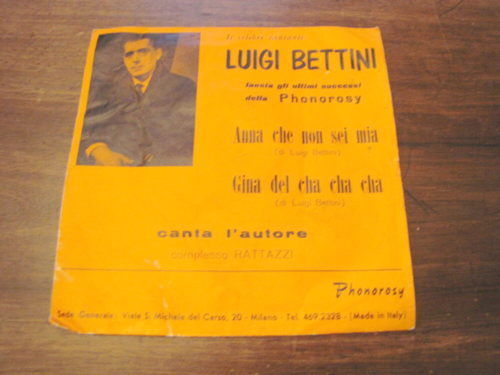 Il celebre cantante
LUIGI BETTINI
lancia gli ultimi successi
della Phonorosy
Anna che non sei mia
(di Luigi Bettini)
Gina del cha cha cha
(di Luigi Bettini)
canta l'autore
complesso RATTAZZI
Phonorosy
Sede Generale: Viale S. Michele del Carso, 20 - Milano - Tel. 469.2328 - (Made in Italy)